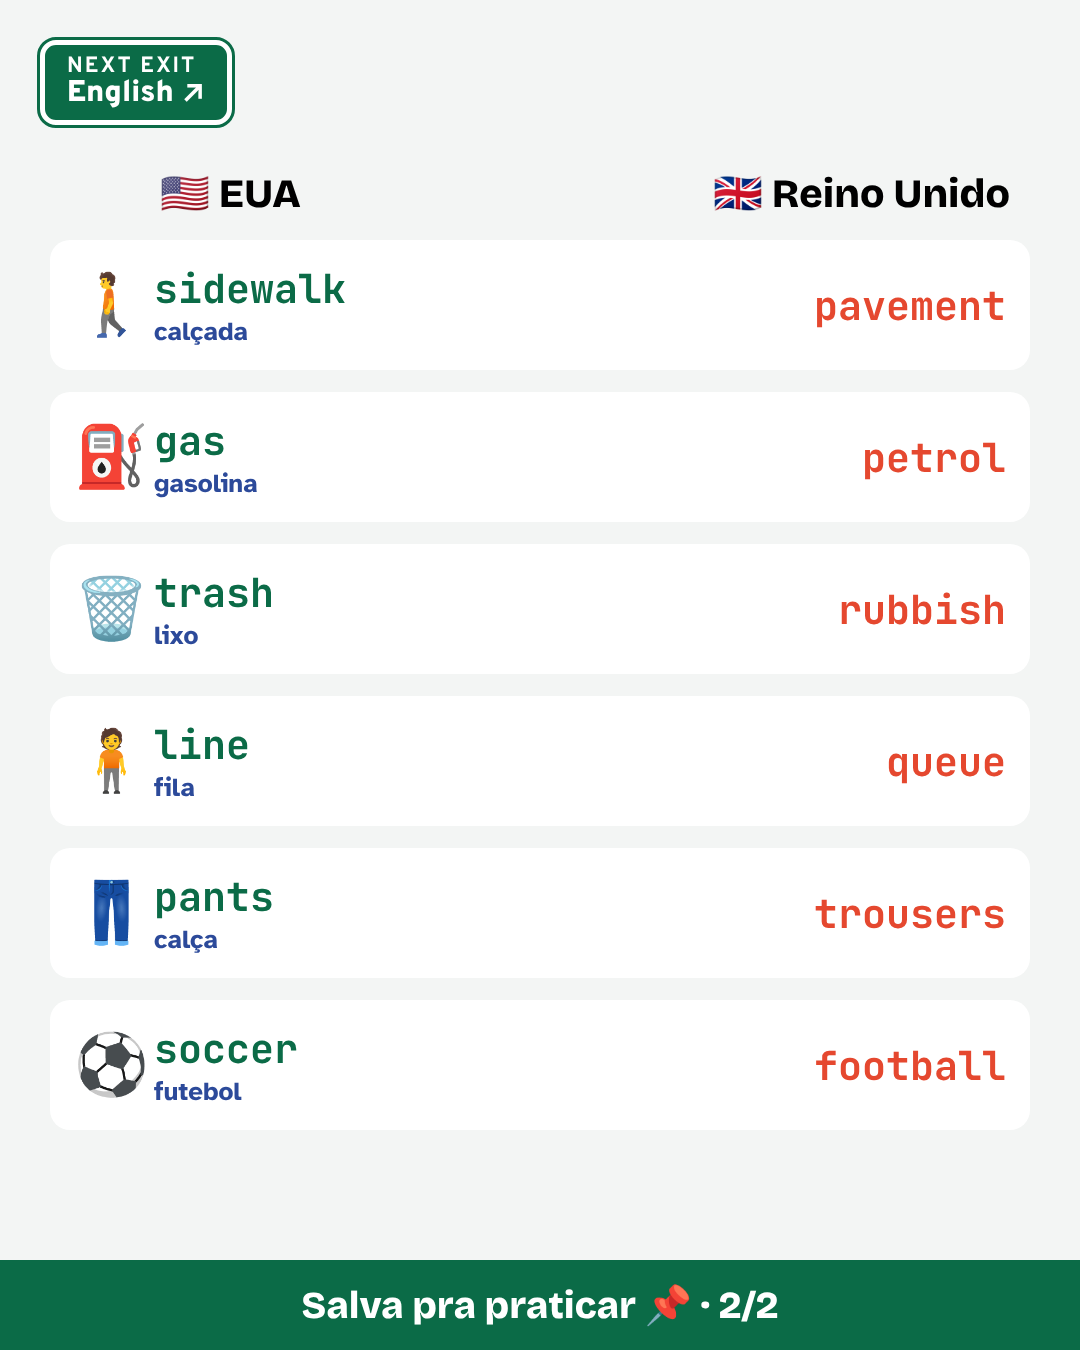 NEXT EXIT
English ↗
🇺🇸 EUA
🇬🇧 Reino Unido
sidewalk
calçada
pavement
gas
gasolina
petrol
trash
lixo
rubbish
line
fila
queue
pants
calça
trousers
soccer
futebol
football
Salva pra praticar 📌 · 2/2